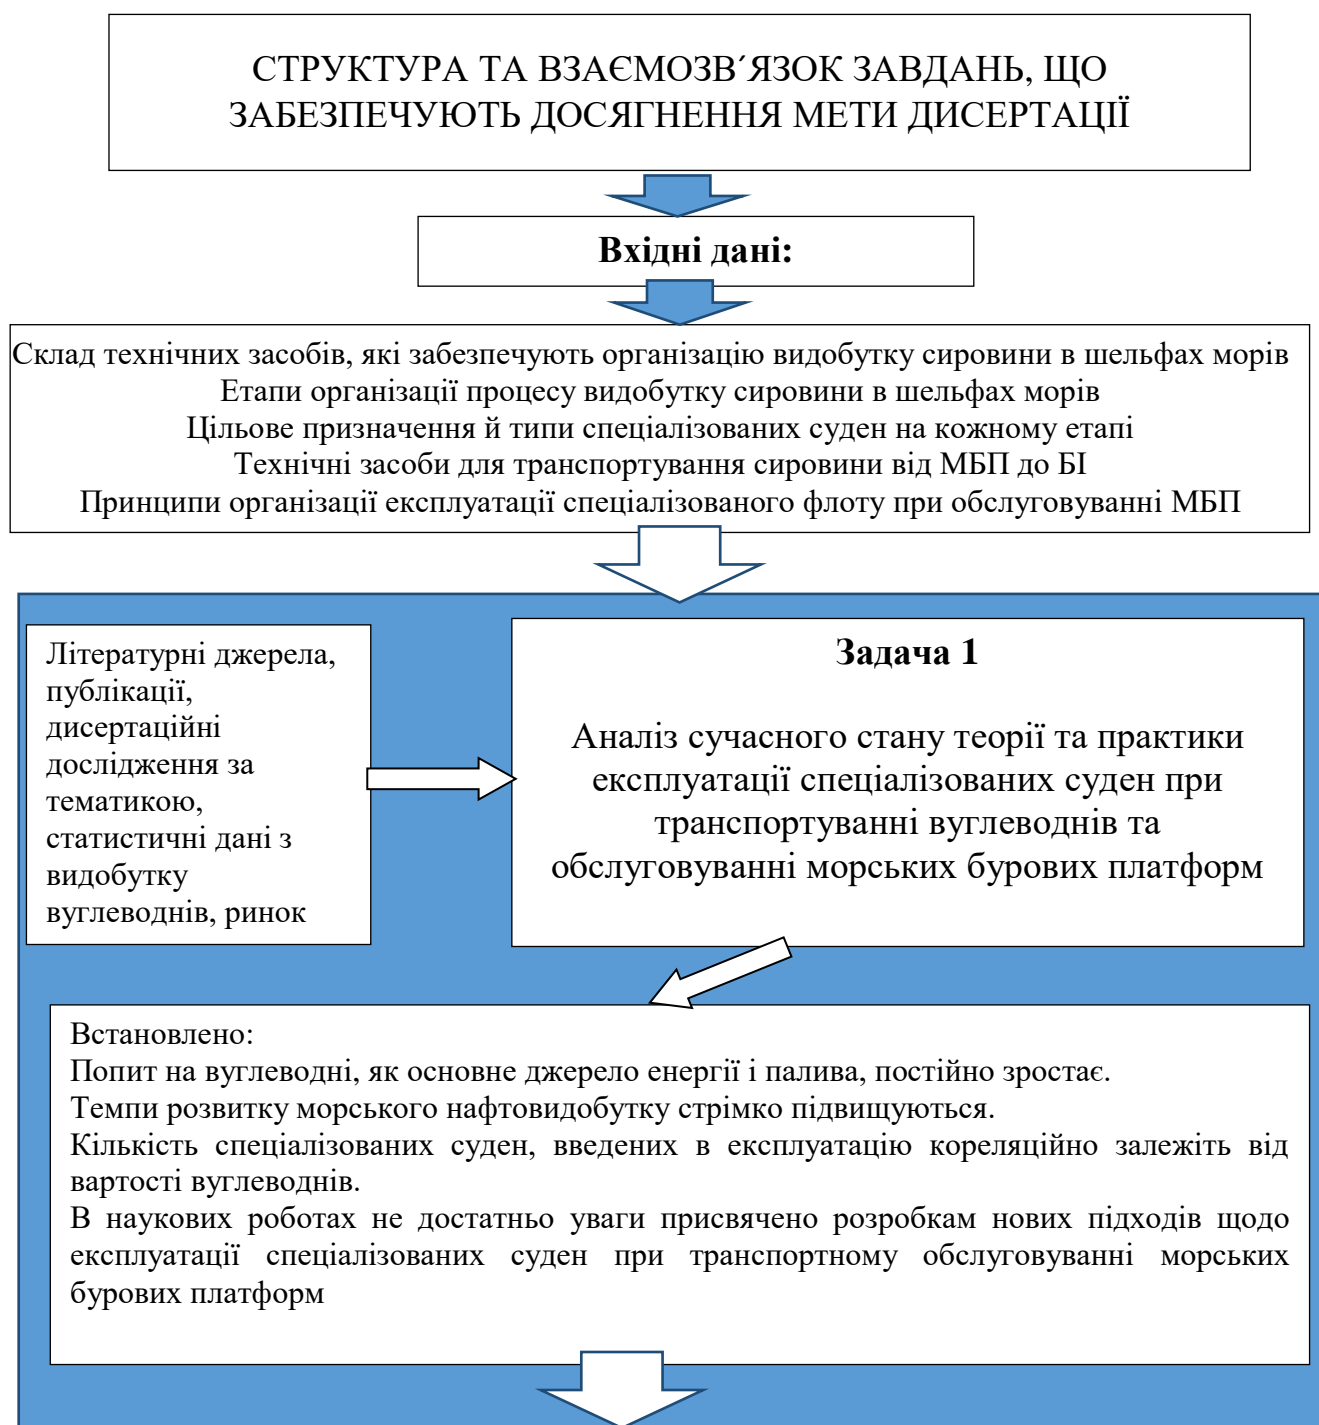 СТРУКТУРА ТА ВЗАЄМОЗВ´ЯЗОК ЗАВДАНЬ, ЩО
ЗАБЕЗПЕЧУЮТЬ ДОСЯГНЕННЯ МЕТИ ДИСЕРТАЦІЇ
Вхідні дані:
Склад технічних засобів, які забезпечують організацію видобутку сировини в шельфах морів
Етапи організації процесу видобутку сировини в шельфах морів
Цільове призначення й типи спеціалізованих суден на кожному етапі
Технічні засоби для транспортування сировини від МБП до БІ
Принципи організації експлуатації спеціалізованого флоту при обслуговуванні МБП
Літературні джерела,
публікації,
дисертаційні
дослідження за
тематикою,
статистичні дані з
видобутку
вуглеводнів, ринок
Задача 1
Аналіз сучасного стану теорії та практики
експлуатації спеціалізованих суден при
транспортуванні вуглеводнів та
обслуговуванні морських бурових платформ
Встановлено:
Попит на вуглеводні, як основне джерело енергії і палива, постійно зростає.
Темпи розвитку морського нафтовидобутку стрімко підвищуються.
Кількість спеціалізованих суден, введених в експлуатацію кореляційно залежіть від
вартості вуглеводнів.
В наукових роботах не достатньо уваги присвячено розробкам нових підходів щодо
експлуатації спеціалізованих суден при транспортному обслуговуванні морських
бурових платформ